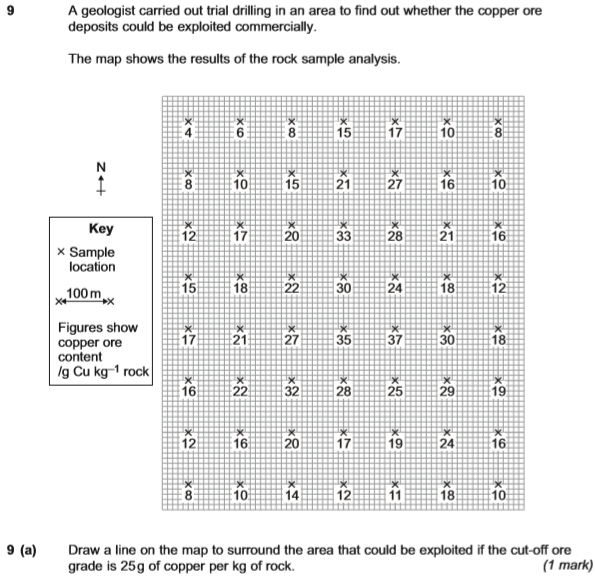 9 A geologist carried out trial drilling in an area to find out whether the copper ore
deposits could be exploited commercially.
The map shows the results of the rock sample analysis.
× × × × × × ×
4 6 8 15 17 10 8
N
× × × × × × ×
8 10 15 21 27 16 10
Key
× Sample
location
100 m
× ×
Figures show
copper ore
content
/g Cu kg⁻¹ rock
× × × × × × ×
12 17 20 33 28 21 16
× × × × × × ×
15 18 22 30 24 18 12
× × × × × × ×
17 21 27 35 37 30 18
× × × × × × ×
16 22 32 28 25 29 19
× × × × × × ×
12 16 20 17 19 24 16
× × × × × × ×
8 10 14 12 11 18 10
9 (a) Draw a line on the map to surround the area that could be exploited if the cut-off ore
grade is 25 g of copper per kg of rock. (1 mark)